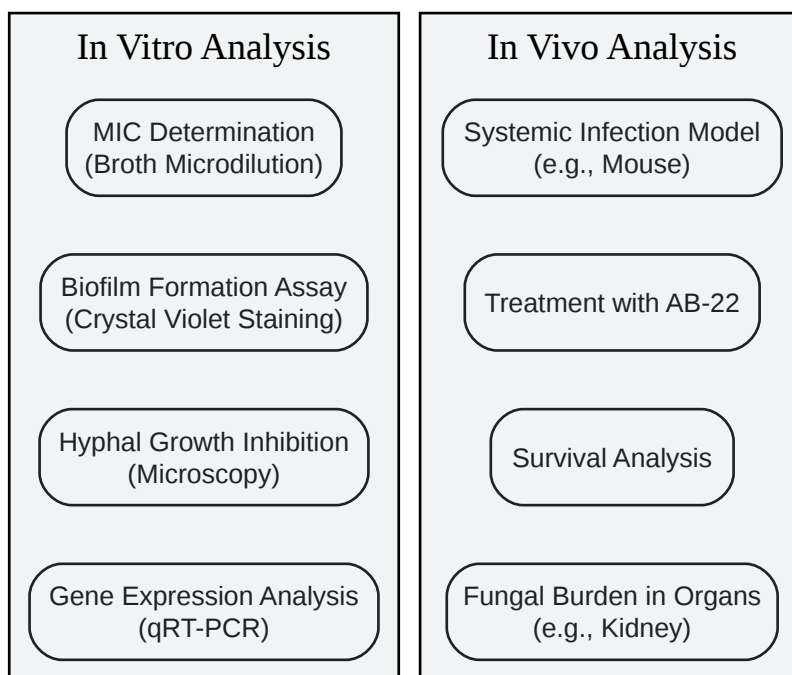 In Vitro Analysis
MIC Determination
(Broth Microdilution)
Biofilm Formation Assay
(Crystal Violet Staining)
Hyphal Growth Inhibition
(Microscopy)
Gene Expression Analysis
(qRT-PCR)
In Vivo Analysis
Systemic Infection Model
(e.g., Mouse)
Treatment with AB-22
Survival Analysis
Fungal Burden in Organs
(e.g., Kidney)